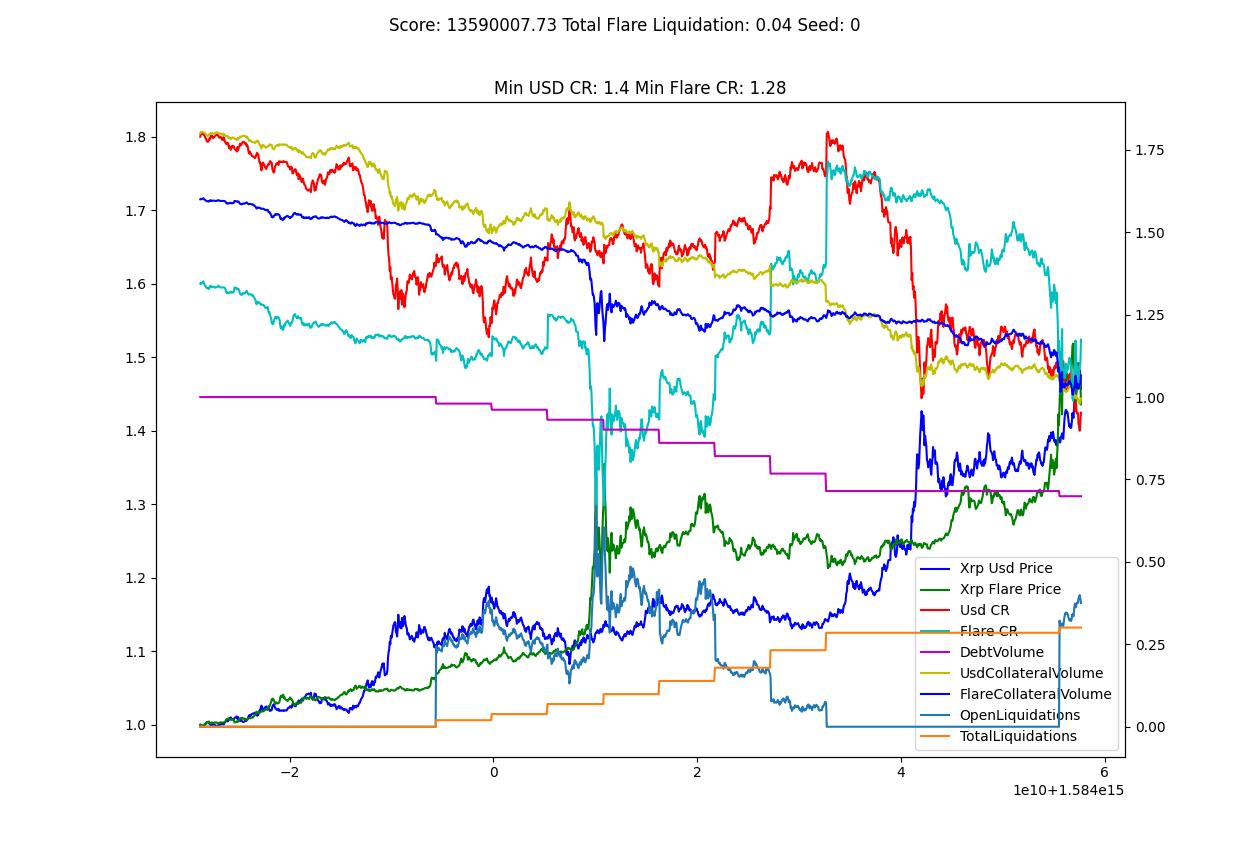 Score: 13590007.73 Total Flare Liquidation: 0.04 Seed: 0
Min USD CR: 1.4 Min Flare CR: 1.28
1.8
1.7
1.6
1.5
1.4
1.3
1.2
1.1
1.0
1.75
1.50
1.25
1.00
0.75
0.50
0.25
0.00
Xrp Usd Price
Xrp Flare Price
Usd CR
Flare CR
DebtVolume
UsdCollateralVolume
FlareCollateralVolume
OpenLiquidations
TotalLiquidations
−2
0
2
4
6
1e10+1.584e15